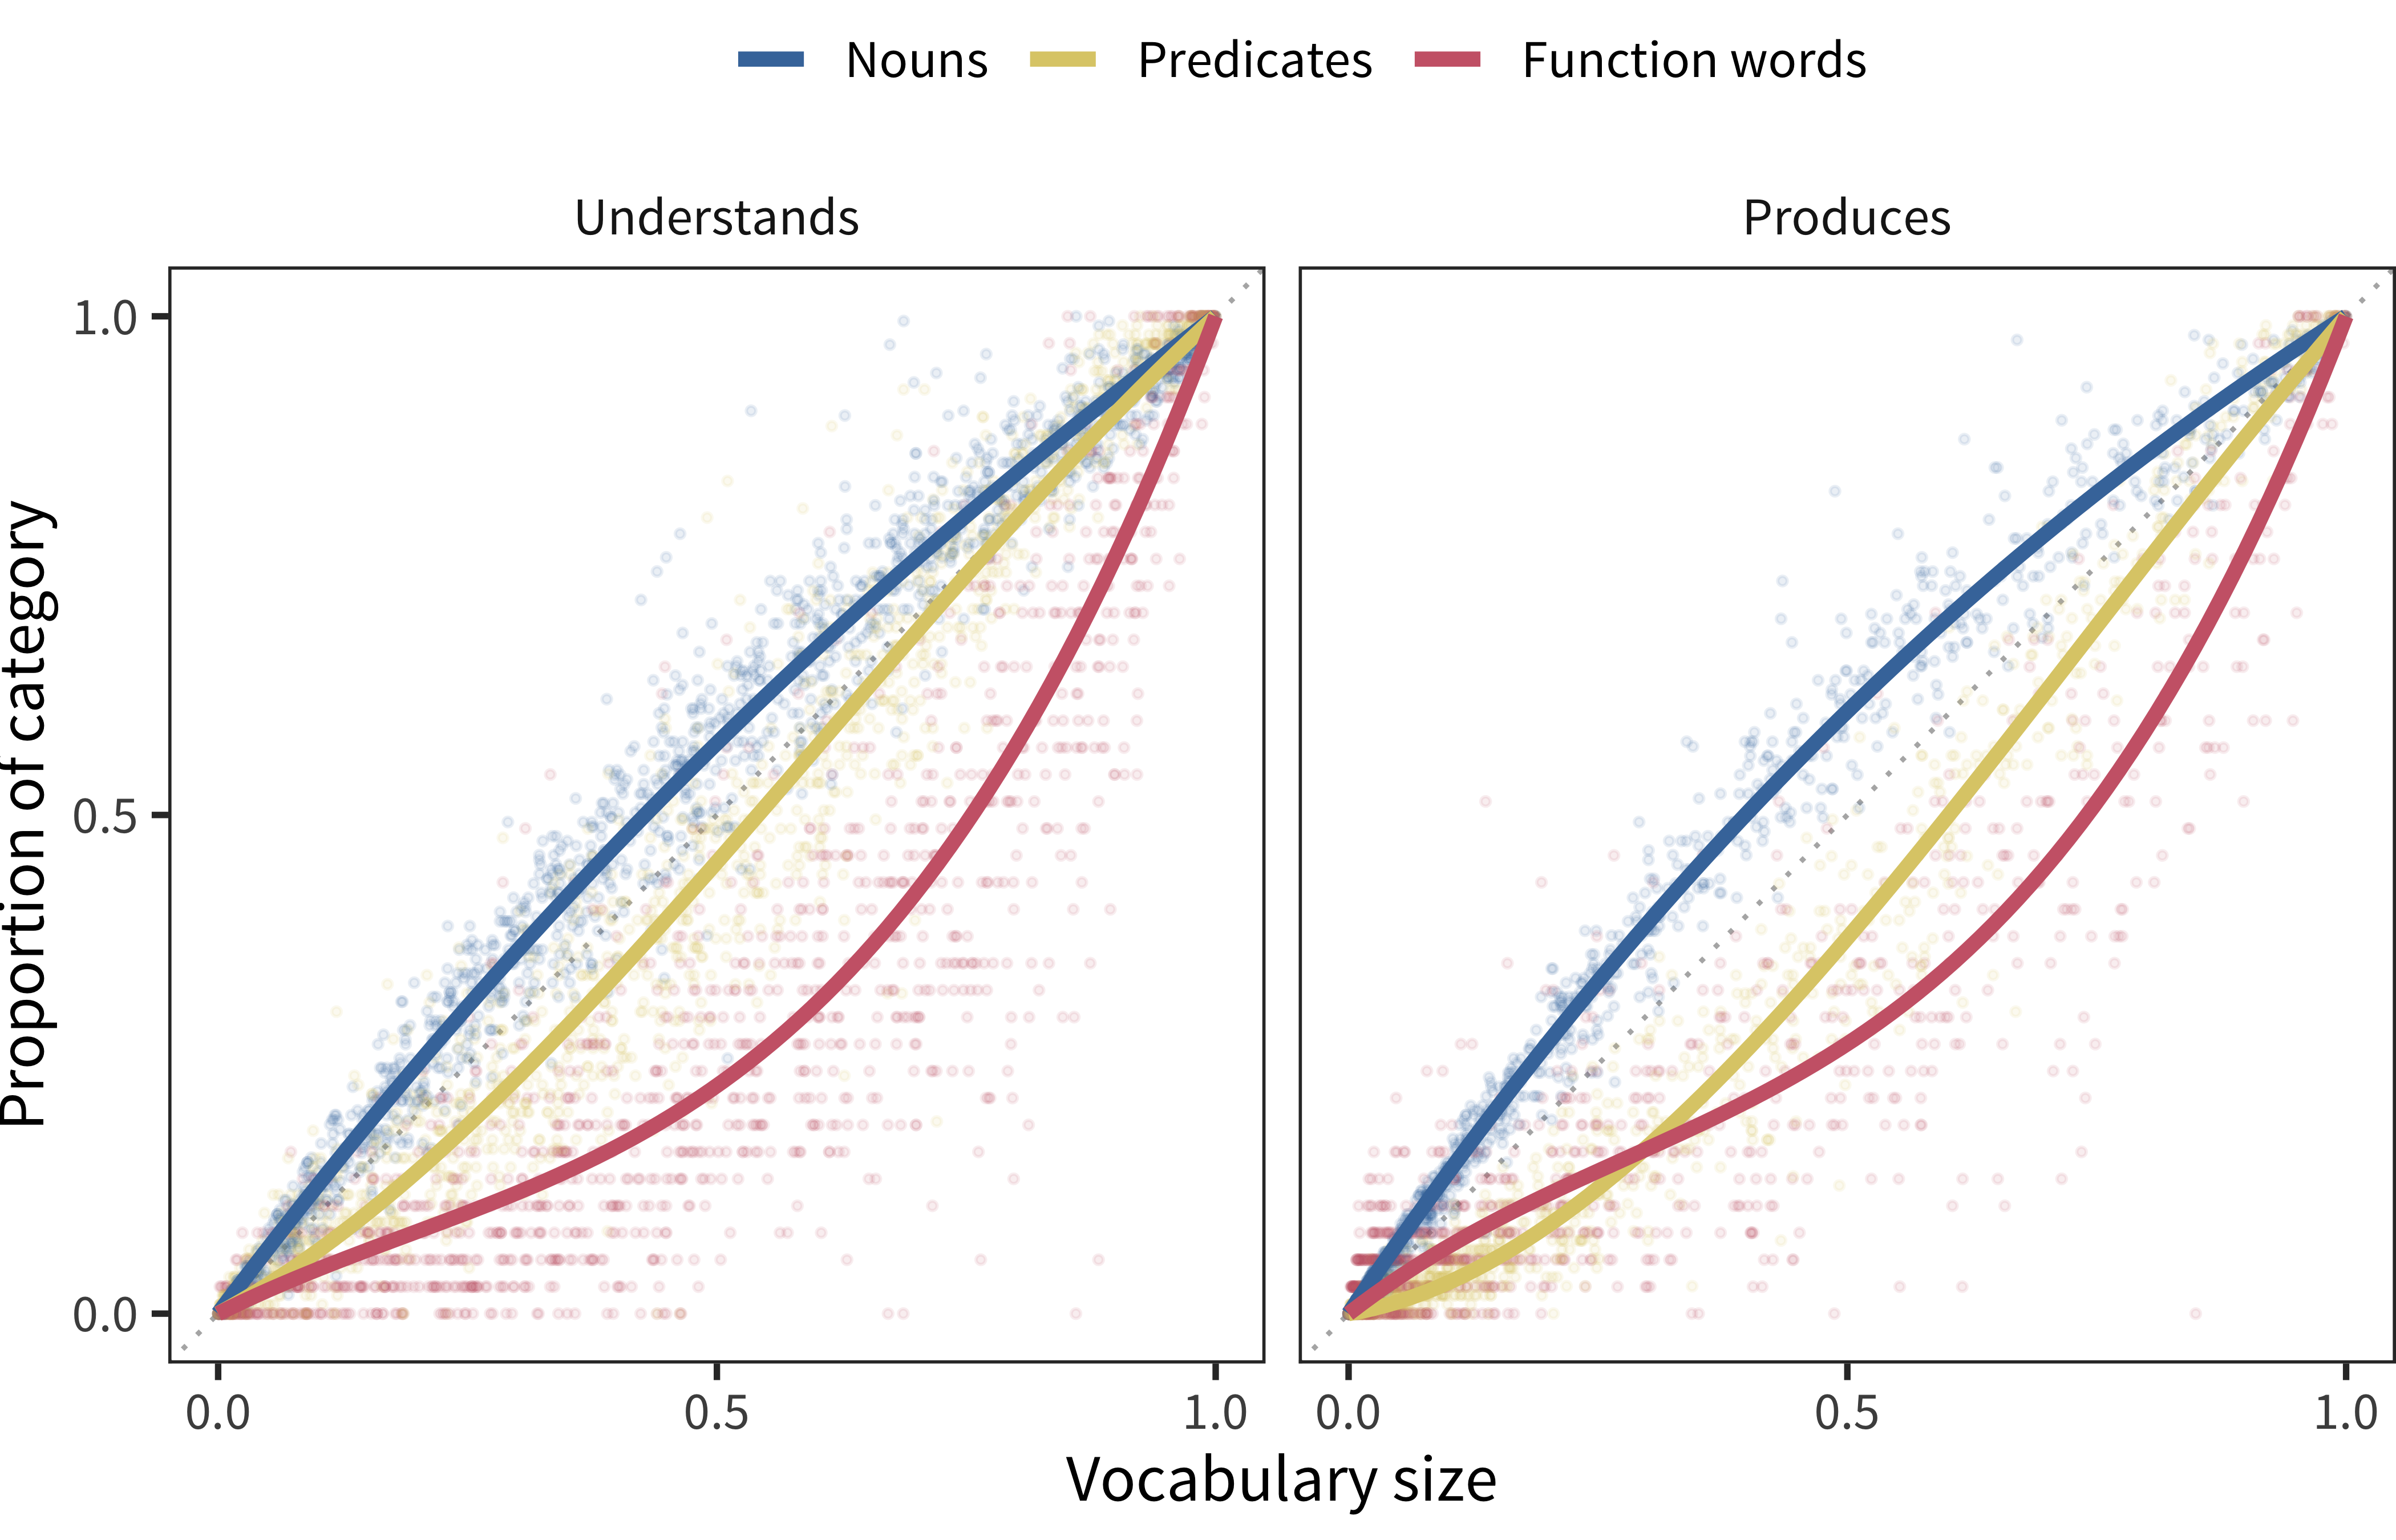 Nouns Predicates Function words
Understands Produces
Proportion of category
1.0
0.5
0.0
0.0 0.5 1.0 0.0 0.5 1.0
Vocabulary size